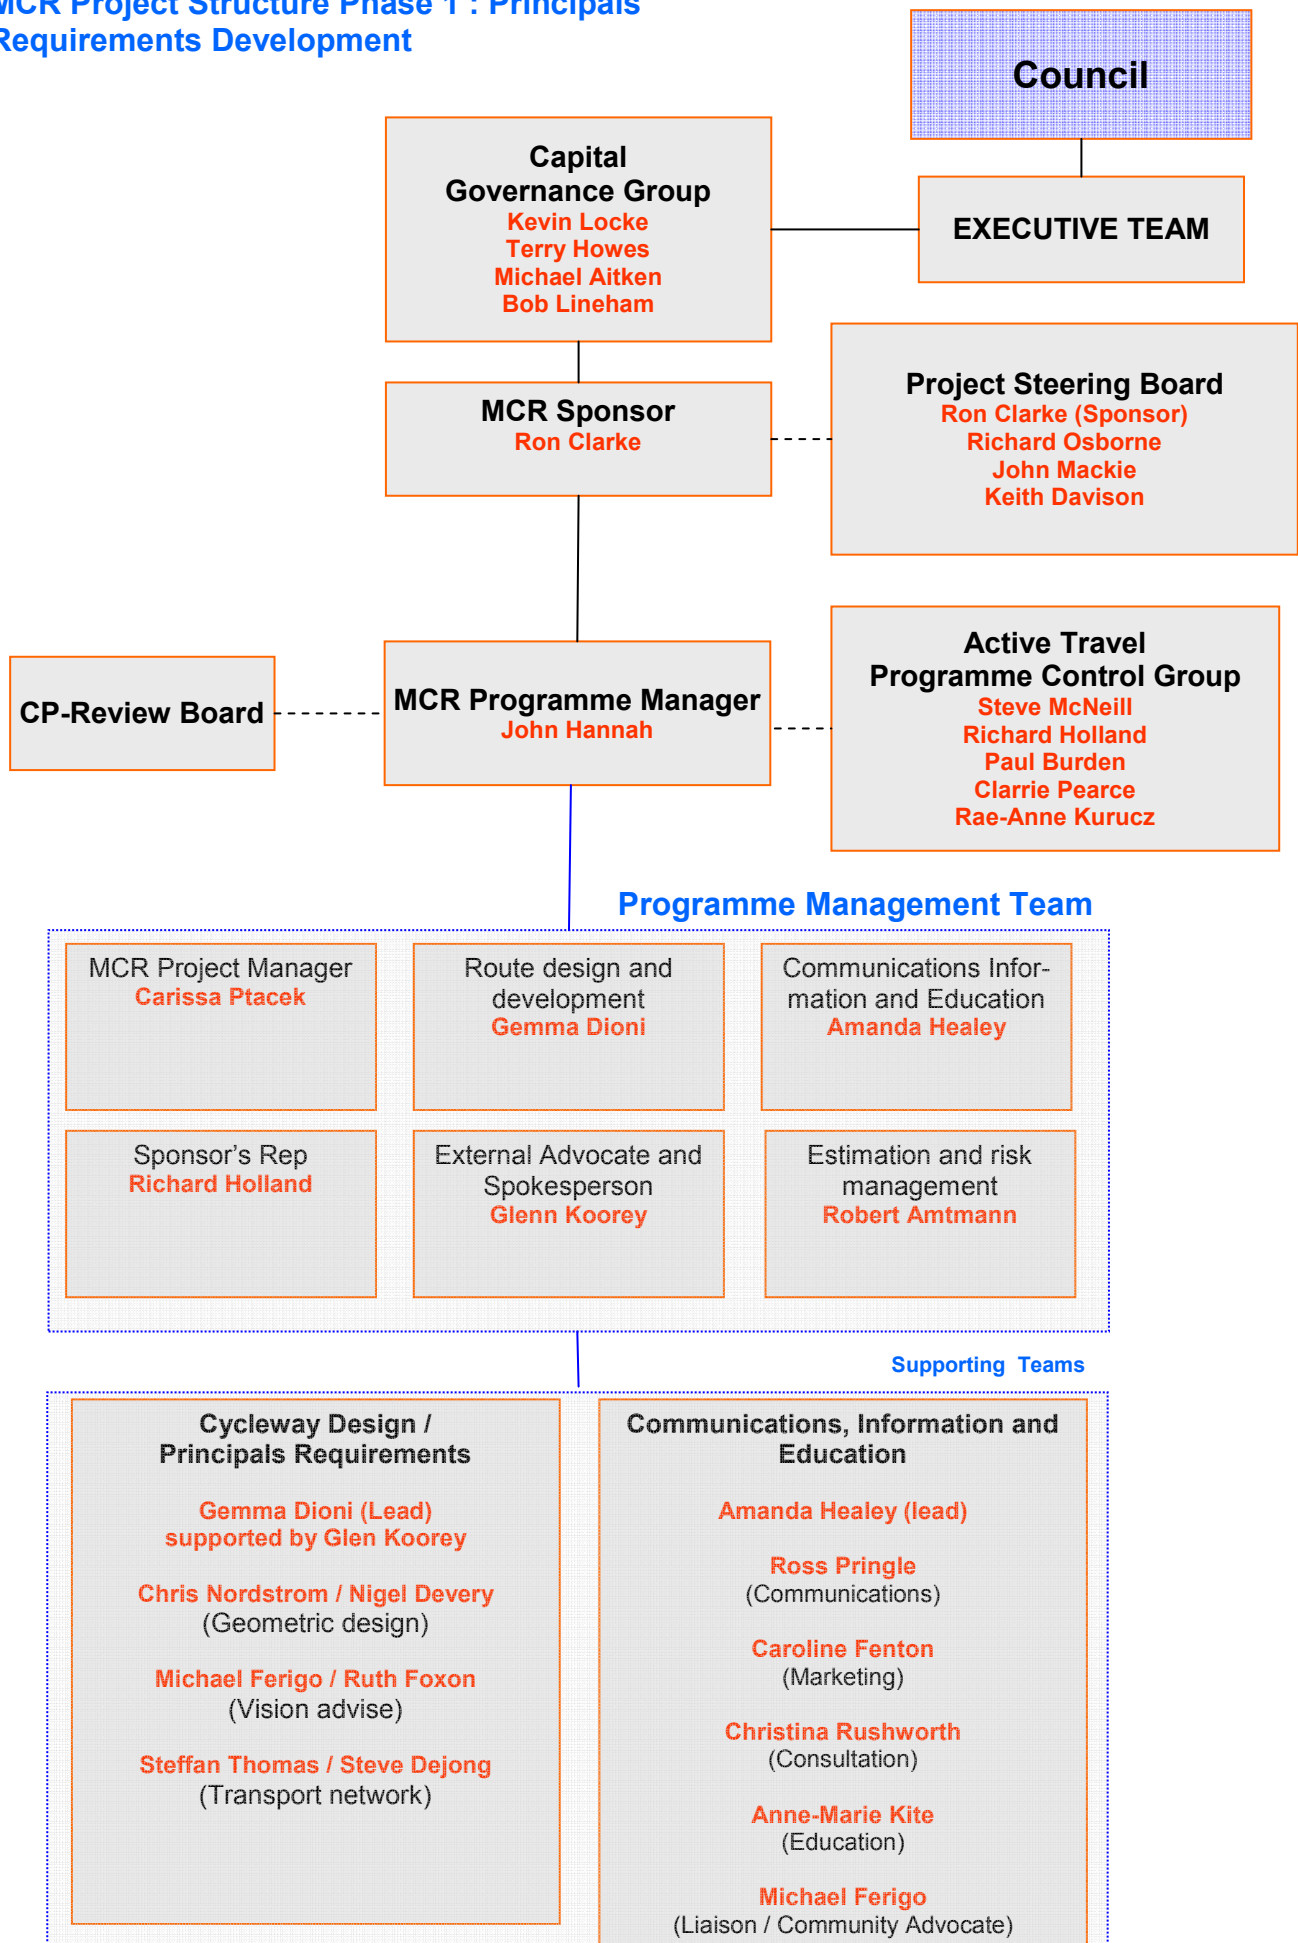 MCR Project Structure Phase 1 : Principals
Requirements Development
Council
Capital
Governance Group
Kevin Locke
Terry Howes
Michael Aitken
Bob Lineham
EXECUTIVE TEAM
MCR Sponsor
Ron Clarke
Project Steering Board
Ron Clarke (Sponsor)
Richard Osborne
John Mackie
Keith Davison
CP-Review Board
MCR Programme Manager
John Hannah
Active Travel
Programme Control Group
Steve McNeill
Richard Holland
Paul Burden
Clarrie Pearce
Rae-Anne Kurucz
Programme Management Team
MCR Project Manager
Carissa Ptacek
Route design and
development
Gemma Dioni
Communications Infor-
mation and Education
Amanda Healey
Sponsor's Rep
Richard Holland
External Advocate and
Spokesperson
Glenn Koorey
Estimation and risk
management
Robert Amtmann
Supporting Teams
Cycleway Design /
Principals Requirements
Gemma Dioni (Lead)
supported by Glen Koorey
Chris Nordstrom / Nigel Devery
(Geometric design)
Michael Ferigo / Ruth Foxon
(Vision advise)
Steffan Thomas / Steve Dejong
(Transport network)
Communications, Information and
Education
Amanda Healey (lead)
Ross Pringle
(Communications)
Caroline Fenton
(Marketing)
Christina Rushworth
(Consultation)
Anne-Marie Kite
(Education)
Michael Ferigo
(Liaison / Community Advocate)